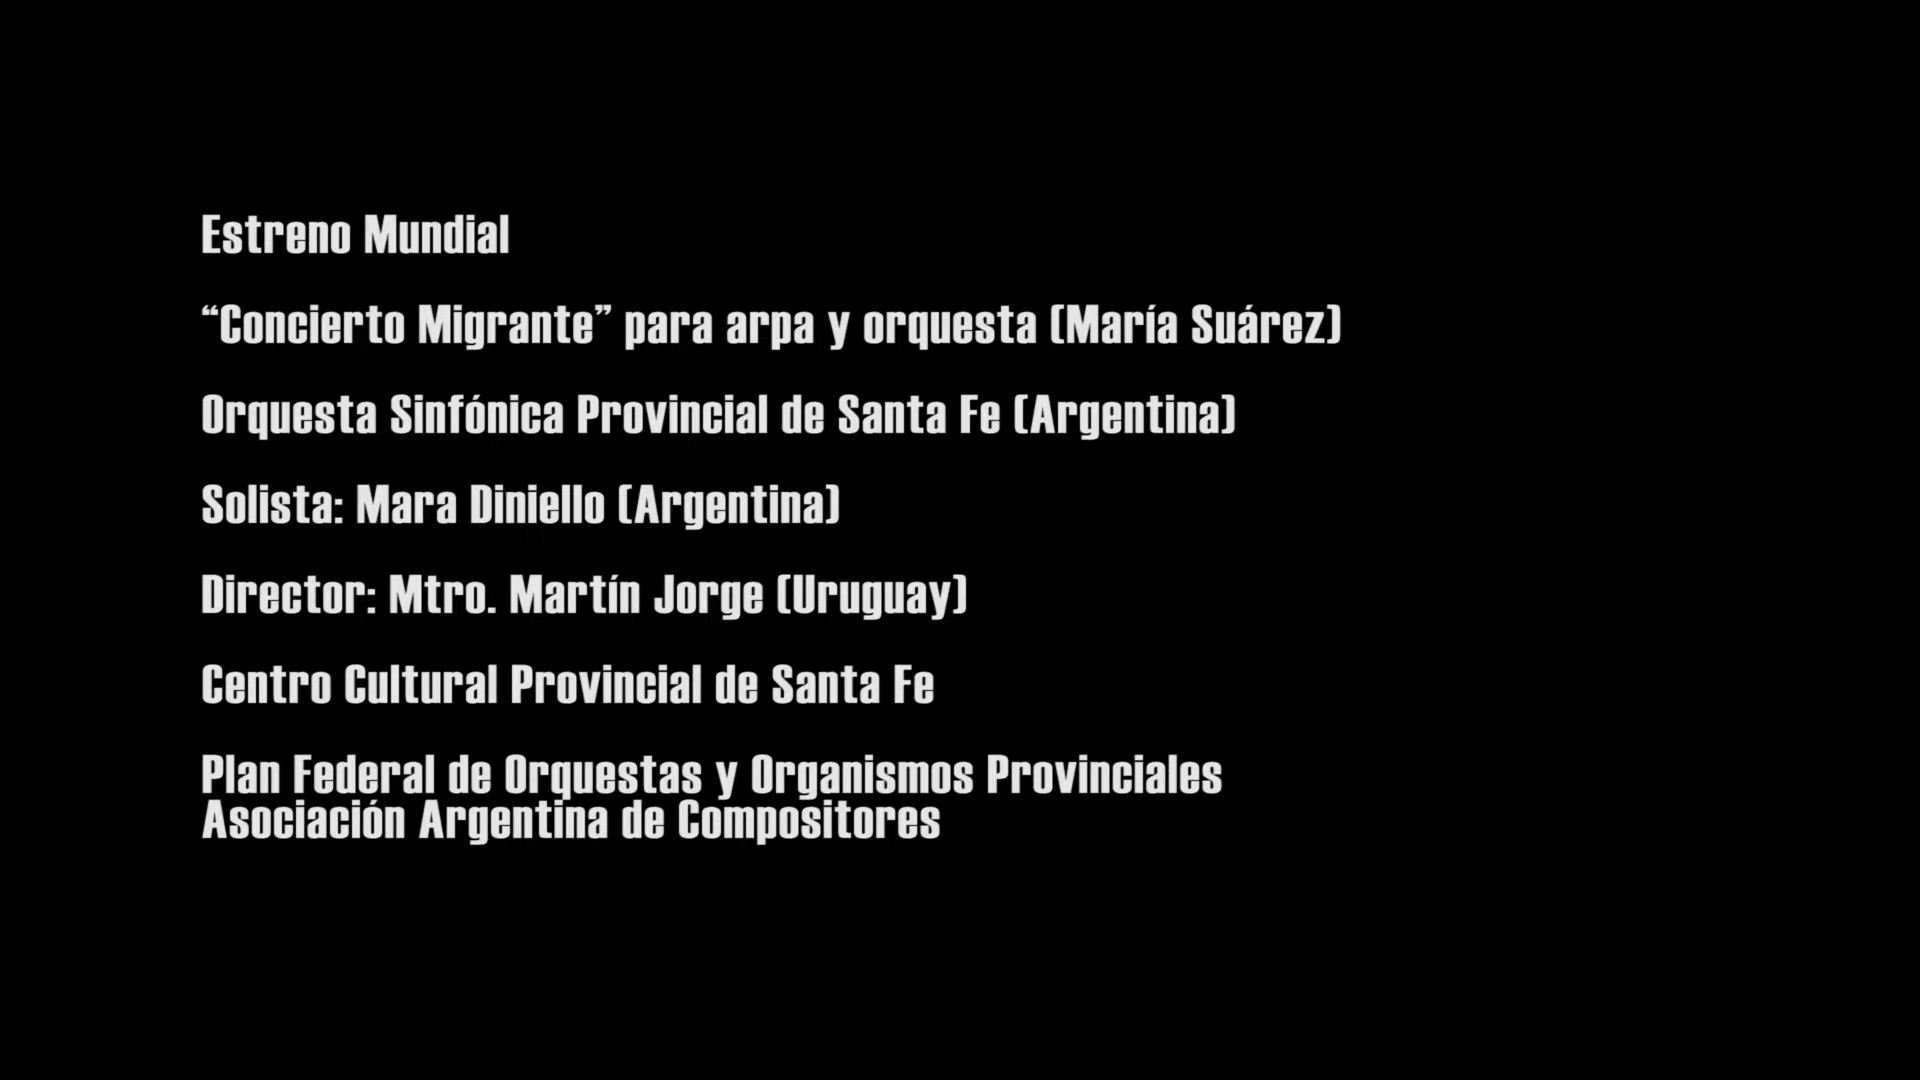 Estreno Mundial
“Concierto Migrante” para arpa y orquesta (María Suárez)
Orquesta Sinfónica Provincial de Santa Fe (Argentina)
Solista: Mara Diniello (Argentina)
Director: Mtro. Martín Jorge (Uruguay)
Centro Cultural Provincial de Santa Fe
Plan Federal de Orquestas y Organismos Provinciales
Asociación Argentina de Compositores